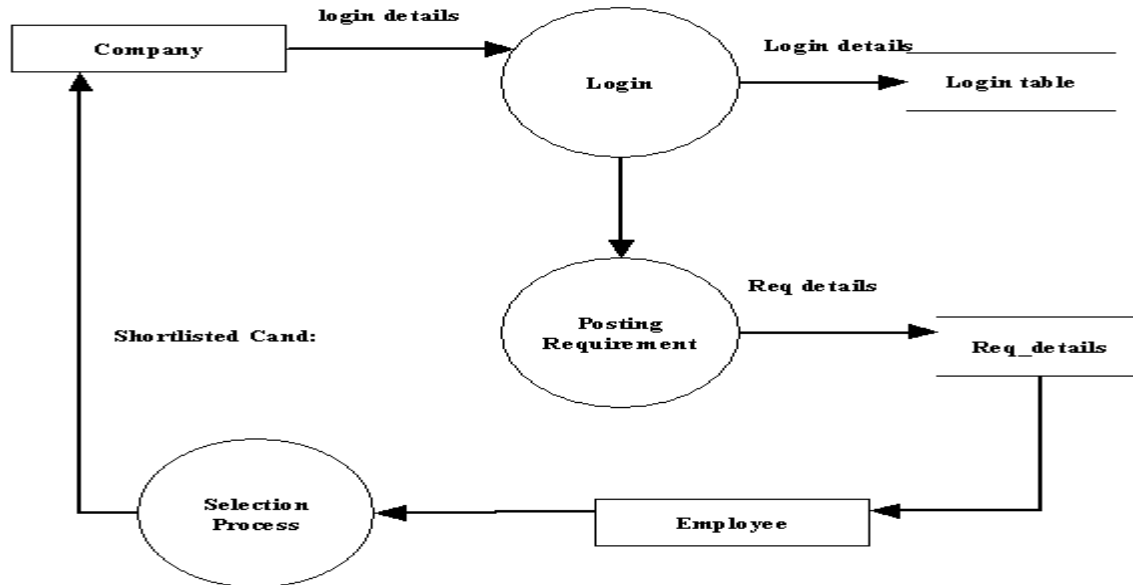 login details
Company
Login details
Login
Login table
Req details
Posting
Requirement
Shortlisted Cand:
Req_details
Selection
Process
Employee